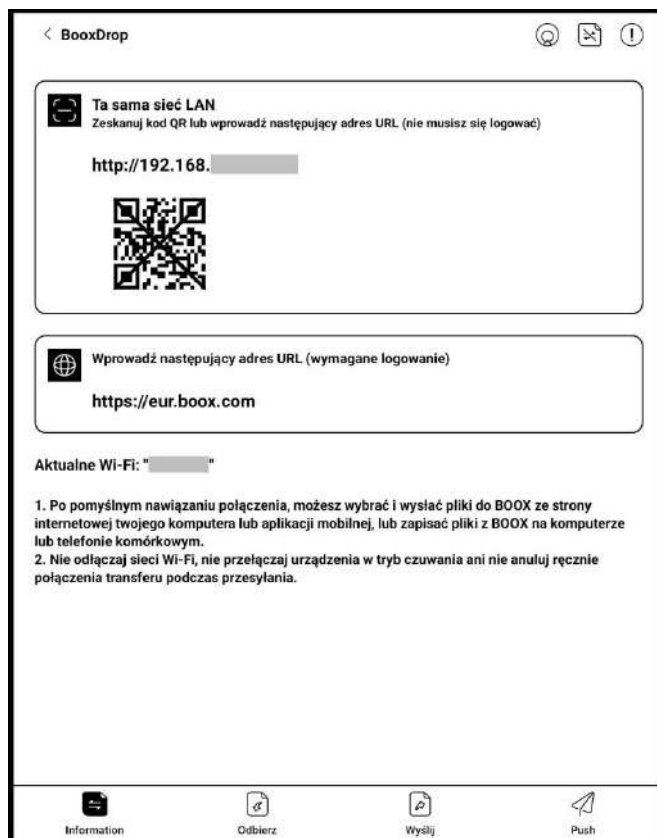 BooxDrop
Ta sama sieć LAN
Zeskanuj kod QR lub wprowadź następujący adres URL (nie musisz się logować)
http://192.168.
Wprowadź następujący adres URL (wymagane logowanie)
https://eur.boox.com
Aktualne Wi-Fi: " "
1. Po pomyślnym nawiązaniu połączenia, możesz wybrać i wysłać pliki do BOOX ze strony
internetowej twojego komputera lub aplikacji mobilnej, lub zapisać pliki z BOOX na komputerze
lub telefonie komórkowym.
2. Nie odłączaj sieci Wi-Fi, nie przełączaj urządzenia w tryb czuwania ani nie anuluj ręcznie
połączenia transferu podczas przesyłania.
Information
Odbierz
Wyślij
Push